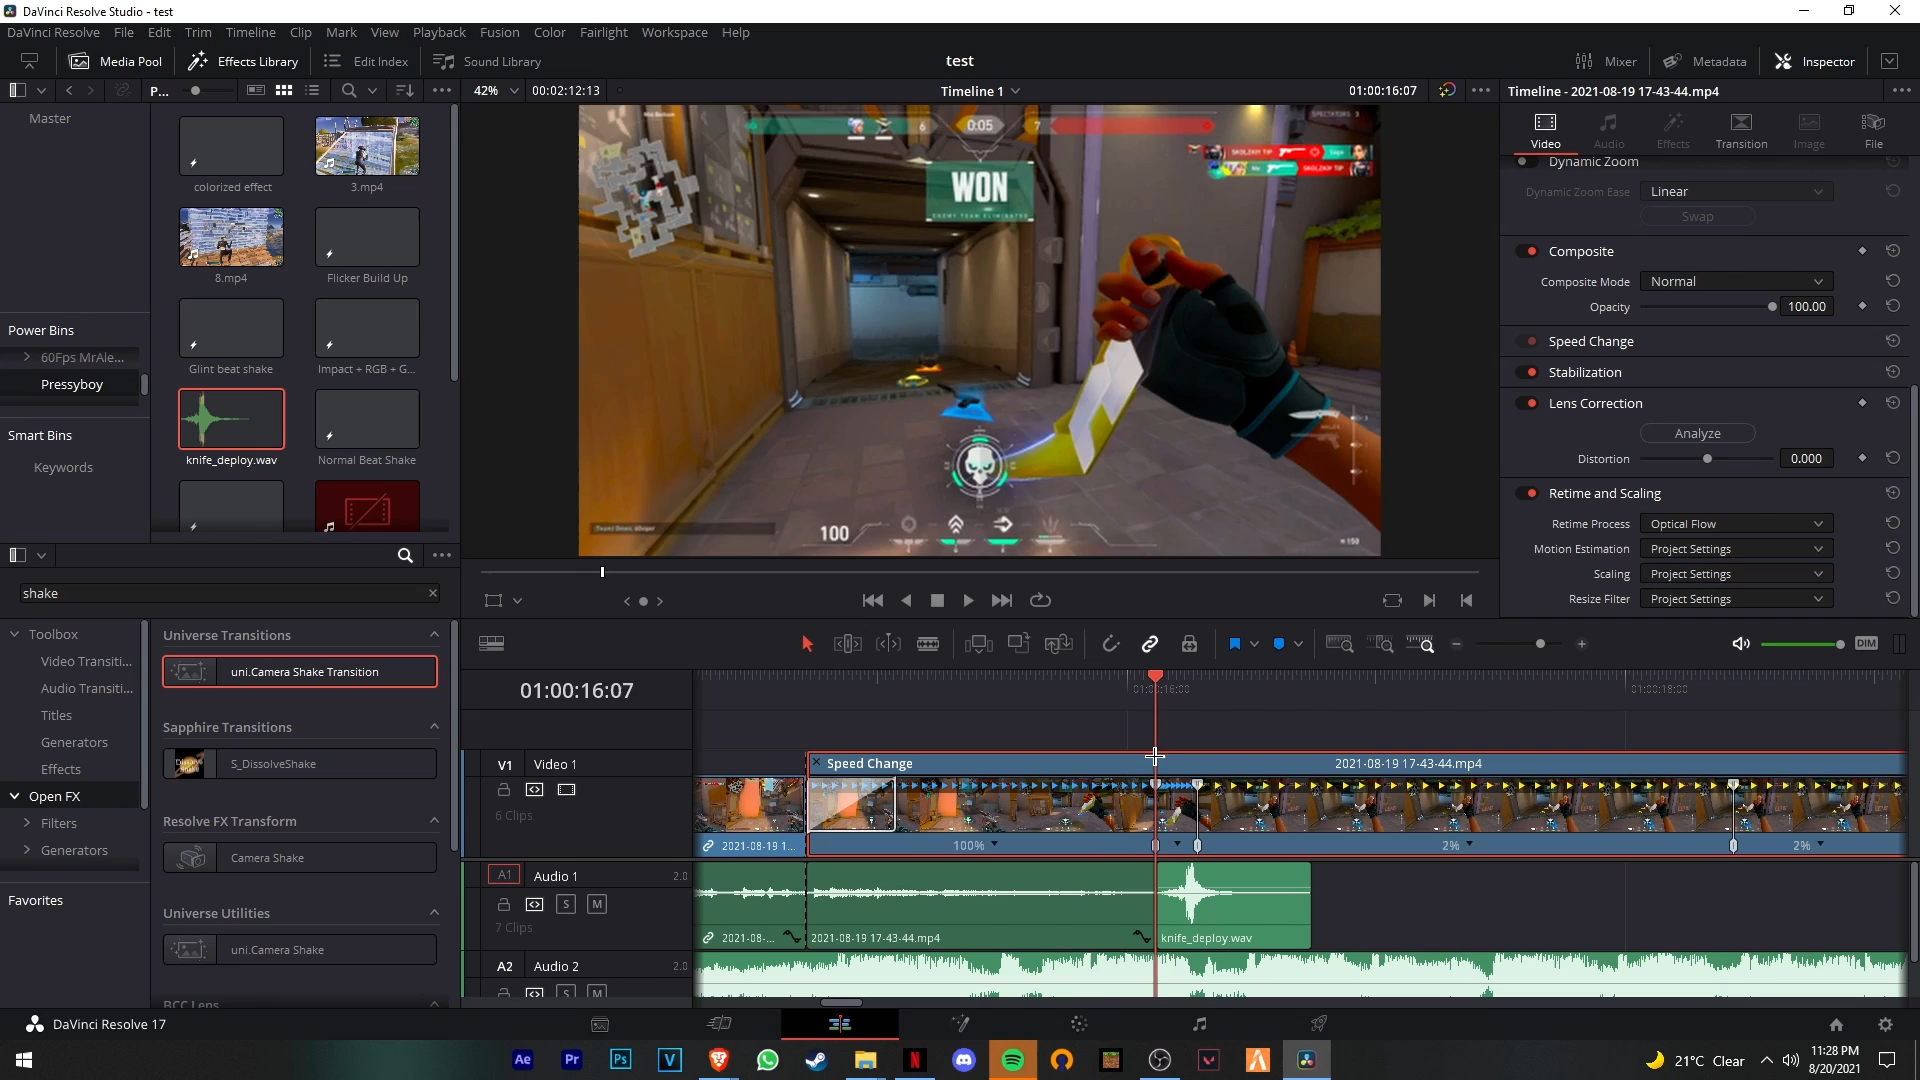 DaVinci Resolve Studio - test
DaVinci Resolve File Edit Trim Timeline Clip Mark View Playback Fusion Color Fairlight Workspace Help
Media Pool Effects Library Edit Index Sound Library test Mixer Metadata Inspector
P... 42% 00:02:12:13 Timeline 1 01:00:16:07 Timeline - 2021-08-19 17-43-44.mp4
Master
colorized effect 3.mp4
8.mp4 Flicker Build Up
Power Bins
60Fps MrAle...
Glint beat shake Impact + RGB + G...
Pressyboy
Smart Bins
Keywords
knife_deploy.wav Normal Beat Shake
6 0:05 7
SPECTATORS 3
WON
ENEMY TEAM ELIMINATED
100
150
Video Audio Effects Transition Image File
Dynamic Zoom
Dynamic Zoom Ease Linear
Swap
Composite
Composite Mode Normal
Opacity 100.00
Speed Change
Stabilization
Lens Correction
Analyze
Distortion 0.000
Retime and Scaling
Retime Process Optical Flow
Motion Estimation Project Settings
Scaling Project Settings
Resize Filter Project Settings
shake
Toolbox
Video Transiti...
Audio Transiti...
Titles
Generators
Effects
Open FX
Filters
Generators
Favorites
Universe Transitions
uni.Camera Shake Transition
Sapphire Transitions
S_DissolveShake
Resolve FX Transform
Camera Shake
Universe Utilities
uni.Camera Shake
BCC Lens
DIM
01:00:16:07 01:00:16:00 01:00:18:00
V1 Video 1 Speed Change 2021-08-19 17-43-44.mp4
6 Clips
2021-08-19 1... 100% 2% 2%
A1 Audio 1 2.0
S M
7 Clips
2021-08-... 2021-08-19 17-43-44.mp4 knife_deploy.wav
A2 Audio 2 2.0
S M
DaVinci Resolve 17
Ae Pr Ps V N
21°C Clear
11:28 PM
8/20/2021